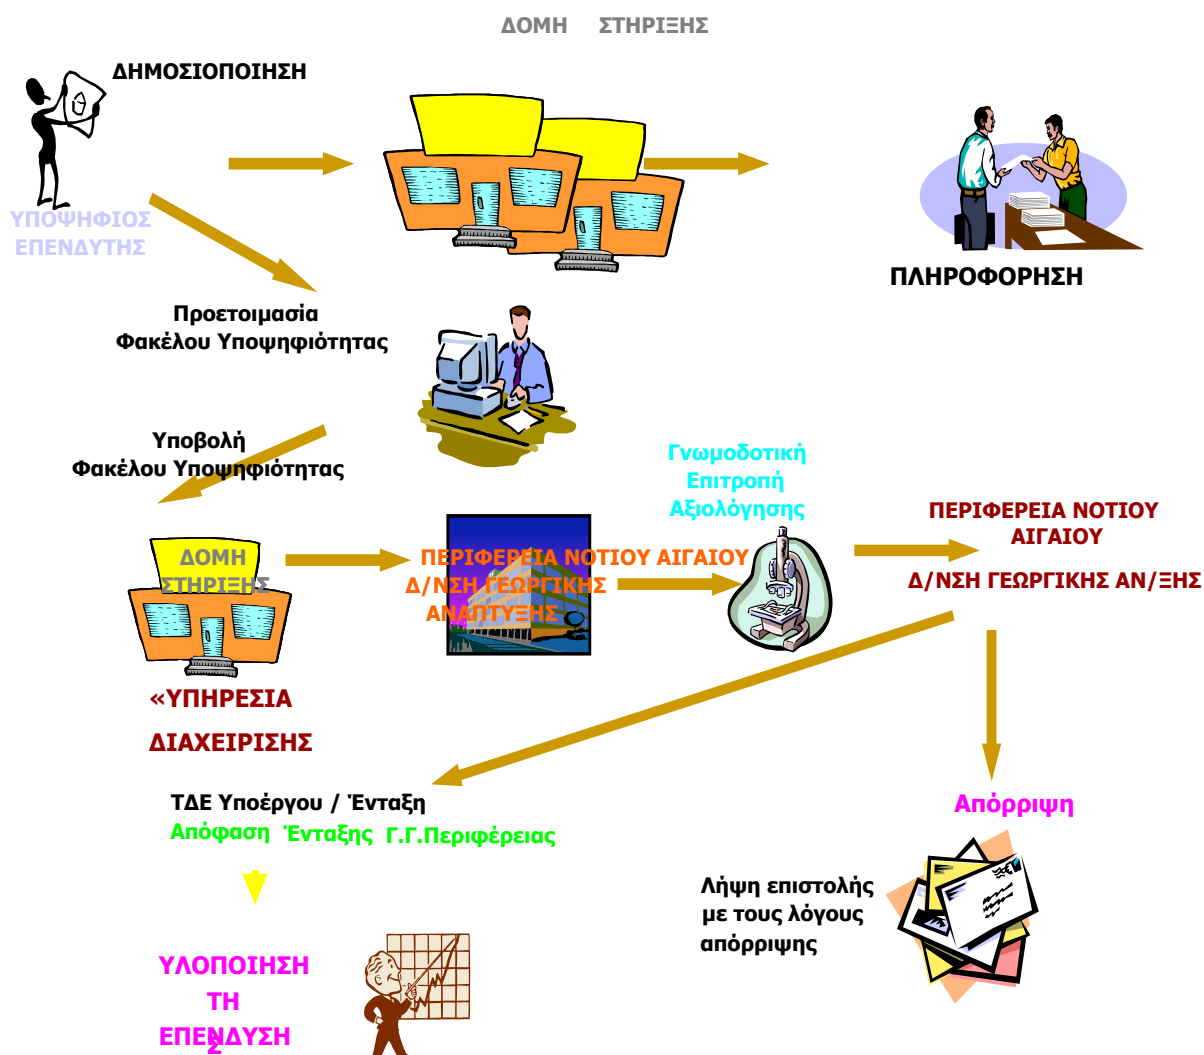 ΔΟΜΗ ΣΤΗΡΙΞΗΣ
ΔΗΜΟΣΙΟΠΟΙΗΣΗ
ΥΠΟΨΗΦΙΟΣ
ΕΠΕΝΔΥΤΗΣ
ΠΛΗΡΟΦΟΡΗΣΗ
Προετοιμασία
Φακέλου Υποψηφιότητας
Υποβολή
Φακέλου Υποψηφιότητας
Γνωμοδοτική
Επιτροπή
Αξιολόγησης
ΔΟΜΗ
ΣΤΗΡΙΞΗΣ
ΠΕΡΙΦΕΡΕΙΑ ΝΟΤΙΟΥ ΑΙΓΑΙΟΥ
Δ/ΝΣΗ ΓΕΩΡΓΙΚΗΣ
ΑΝΑΠΤΥΞΗΣ
ΠΕΡΙΦΕΡΕΙΑ ΝΟΤΙΟΥ
ΑΙΓΑΙΟΥ
Δ/ΝΣΗ ΓΕΩΡΓΙΚΗΣ ΑΝ/ΞΗΣ
«ΥΠΗΡΕΣΙΑ
ΔΙΑΧΕΙΡΙΣΗΣ
ΤΔΕ Υποέργου / Ένταξη
Απόφαση Ένταξης Γ.Γ.Περιφέρειας
Απόρριψη
Λήψη επιστολής
με τους λόγους
απόρριψης
ΥΛΟΠΟΙΗΣΗ
ΤΗ
ΕΠΕΝΔΥΣΗ
Σ